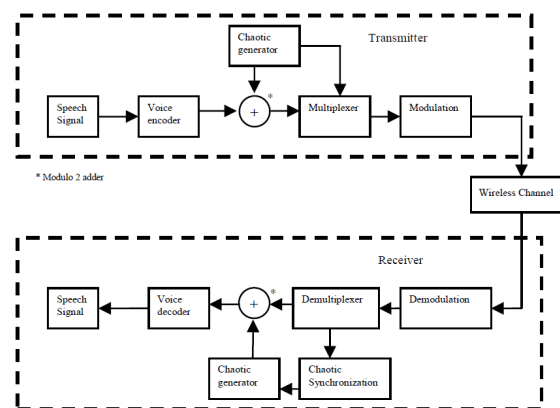 Chaotic
generator
Transmitter
Speech
Signal
Voice
encoder
+
*
Multiplexer
Modulation
* Modulo 2 adder
Wireless Channel
Receiver
Speech
Signal
Voice
decoder
+
*
Demultiplexer
Demodulation
Chaotic
generator
Chaotic
Synchronization